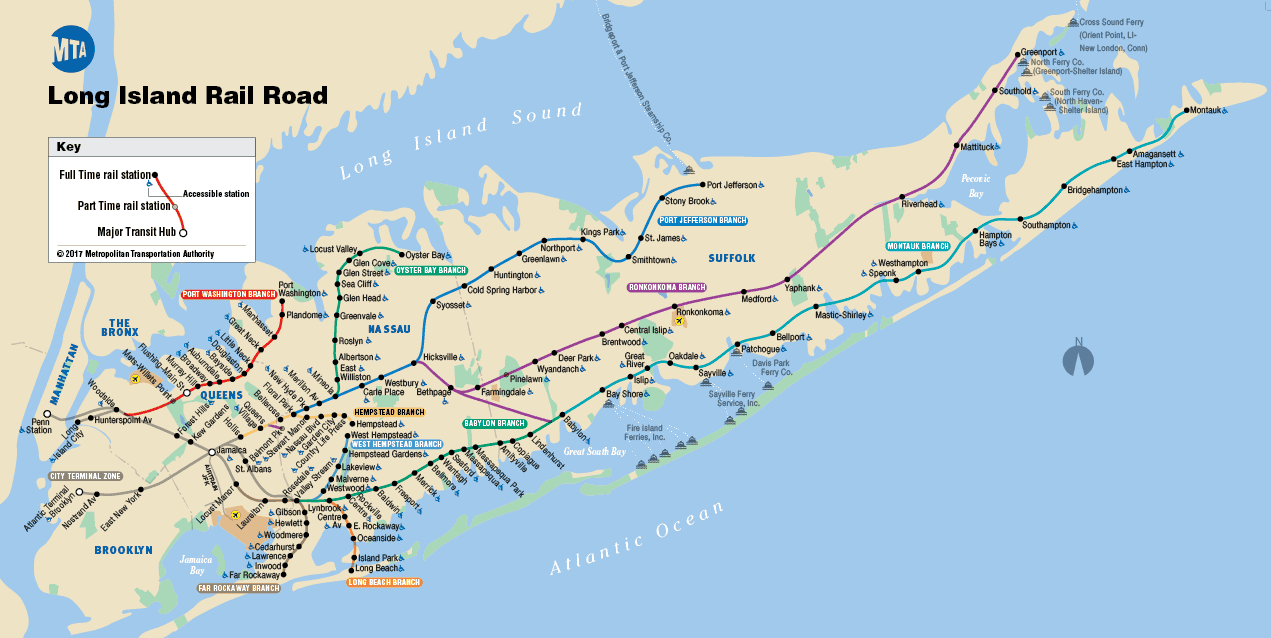 MTA
Long Island Rail Road
Key
Full Time rail station
Accessible station
Part Time rail station
Major Transit Hub
© 2017 Metropolitan Transportation Authority
Long Island Sound
Bridgeport & Port Jefferson Steamship Co.
Cross Sound Ferry
(Orient Point, LI-
New London, Conn)
Greenport
North Ferry Co.
(Greenport-Shelter Island)
Southold
South Ferry Co.
(North Haven-
Shelter Island)
Montauk
Mattituck
Amagansett
East Hampton
Peconic
Bay
Bridgehampton
Riverhead
Southampton
Hampton
Bays
MONTAUK BRANCH
Westhampton
Speonk
Port Jefferson
Stony Brook
PORT JEFFERSON BRANCH
St. James
Smithtown
Kings Park
Northport
Greenlawn
Huntington
Cold Spring Harbor
Syosset
SUFFOLK
RONKONKOMA BRANCH
Yaphank
Medford
Ronkonkoma
Mastic-Shirley
Central Islip
Brentwood
Bellport
Patchogue
Davis Park
Ferry Co.
Deer Park
Wyandanch
Great
River
Oakdale
Sayville
Islip
Sayville Ferry
Service, Inc.
Bay Shore
Fire Island
Ferries, Inc.
Great South Bay
Pinelawn
Farmingdale
Bethpage
Hicksville
Westbury
Carle Place
Locust Valley
Oyster Bay
OYSTER BAY BRANCH
Glen Cove
Glen Street
Sea Cliff
Glen Head
Greenvale
Roslyn
Albertson
East
Williston
NASSAU
Port
Washington
PORT WASHINGTON BRANCH
Plandome
Manhasset
Great Neck
Little Neck
Douglaston
Bayside
Auburndale
Broadway
Murray Hill
Flushing–Main St
Mets-Willets Point
THE
BRONX
MANHATTAN
QUEENS
Woodside
Penn
Station
Long
Island City
Hunterspoint Av
Forest Hills
Kew Gardens
Jamaica
Hollis
Queens
Village
Bellerose
Floral Park
New Hyde Pk
Merillon Av
Mineola
HEMPSTEAD BRANCH
Hempstead
Country Life Press
Garden City
Nassau Blvd
Stewart Manor
Belmont Pk
St. Albans
West Hempstead
WEST HEMPSTEAD BRANCH
Hempstead Gardens
Lakeview
Malverne
Westwood
BABYLON BRANCH
Babylon
Lindenhurst
Copiague
Amityville
Massapequa Park
Massapequa
Seaford
Wantagh
Bellmore
Merrick
Freeport
Baldwin
Rockville
Centre
Lynbrook
Valley Stream
Rosedale
Laurelton
Locust Manor
AIRTRAIN
JFK
CITY TERMINAL ZONE
Atlantic Terminal
Brooklyn
Nostrand Av
East New York
BROOKLYN
Jamaica
Bay
Gibson
Hewlett
Woodmere
Cedarhurst
Lawrence
Inwood
Far Rockaway
FAR ROCKAWAY BRANCH
Centre
Av
E. Rockaway
Oceanside
Island Park
Long Beach
LONG BEACH BRANCH
Atlantic Ocean
N